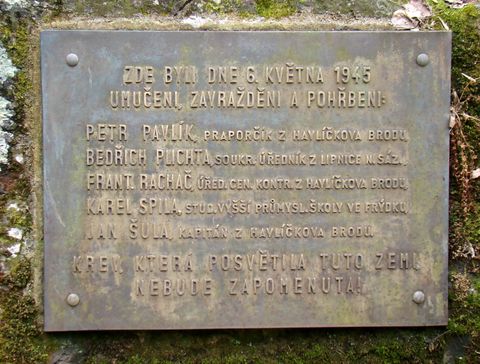 ZDE BYLI DNE 6. KVĚTNA 1945
UMUČENI, ZAVRAŽDĚNI A POHŘBENI:
PETR PAVLÍK, PRAPORČÍK Z HAVLÍČKOVA BRODU,
BEDŘICH PLICHTA, SOUKR. ÚŘEDNÍK Z LIPNICE N. SÁZ.,
FRANT. RACHAČ, ÚŘED. CEN. KONTR. Z HAVLÍČKOVA BRODU,
KAREL SPILA, STUD. VYŠŠÍ PRŮMYSL. ŠKOLY VE FRÝDKU,
JAN ŠULA, KAPITÁN Z HAVLÍČKOVA BRODU.
KREV, KTERÁ POSVĚTILA TUTO ZEMI,
NEBUDE ZAPOMENUTA!